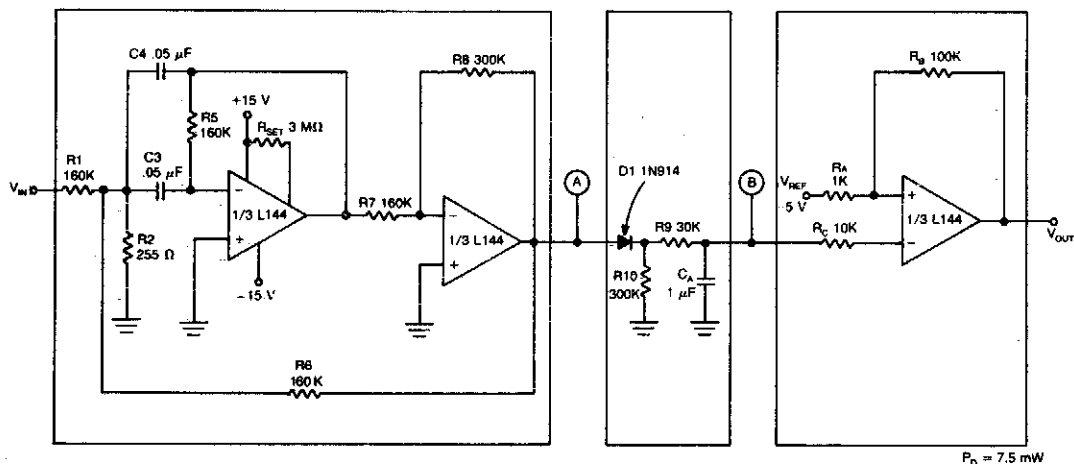 C4 .05 μF
R8 300K
R_B 100K
+15 V
R_SET 3 MΩ
R5
160K
R1
160K
C3
.05 μF
V_IN
−
1/3 L144
+
R7 160K
−
1/3 L144
+
A
D1 1N914
B
V_REF
5 V
R_A
1K
+
1/3 L144
−
R2
255 Ω
−15 V
R9 30K
R10
300K
C_A
1 μF
R_C 10K
V_OUT
R6
160K
P_D = 7.5 mW